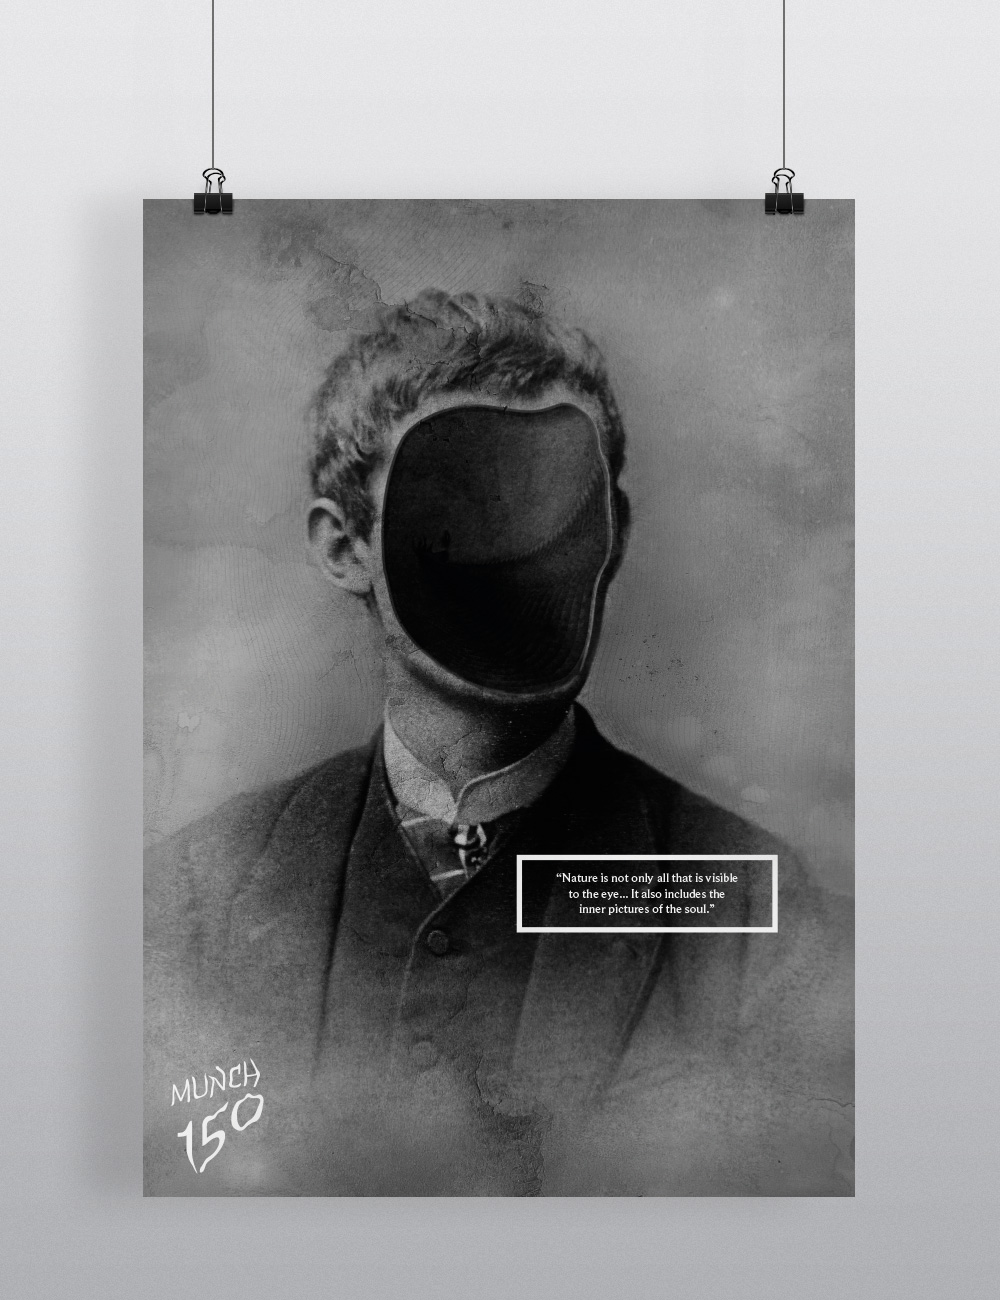 “Nature is not only all that is visible
to the eye... It also includes the
inner pictures of the soul.”
MUNCH
150